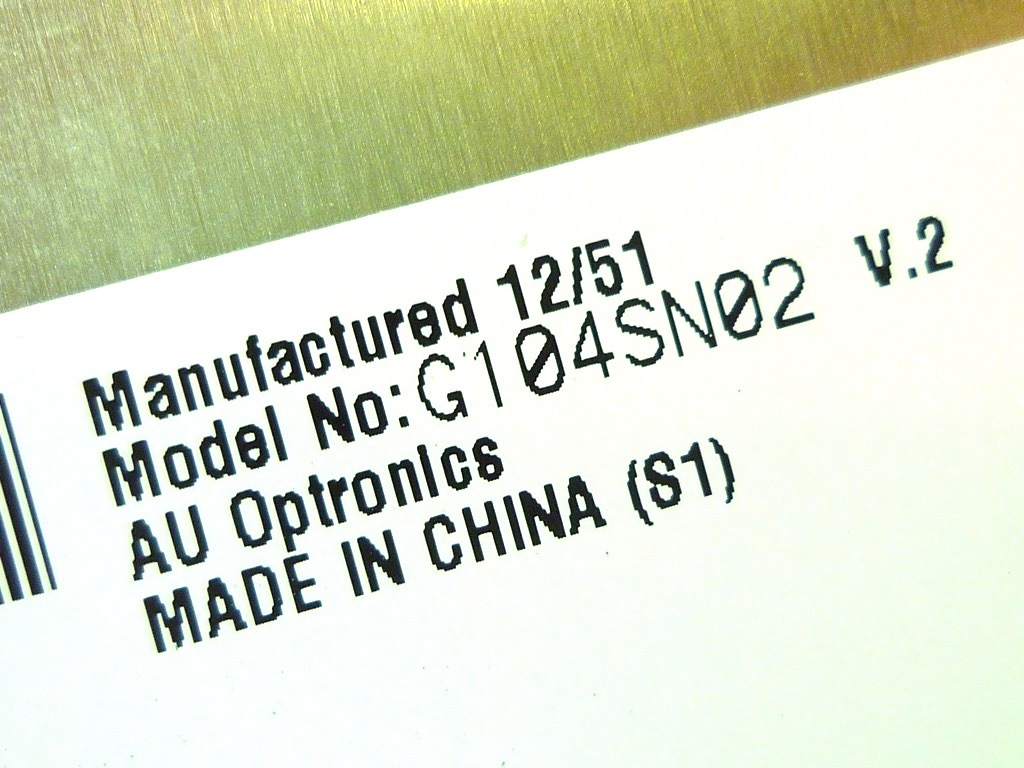 Manufactured 12/51
Model No:G104SN02 V.2
AU Optronics
MADE IN CHINA (S1)